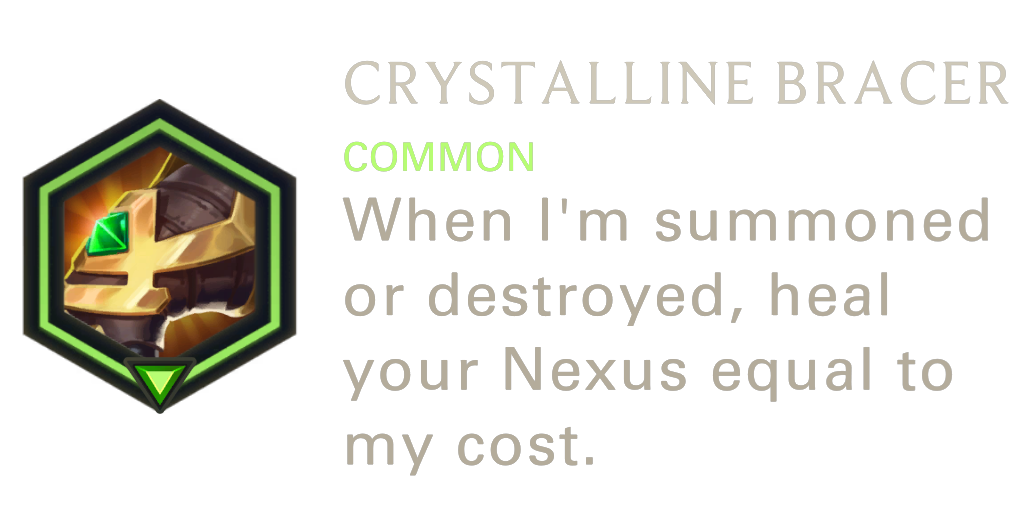 CRYSTALLINE BRACER
COMMON
When I'm summoned
or destroyed, heal
your Nexus equal to
my cost.